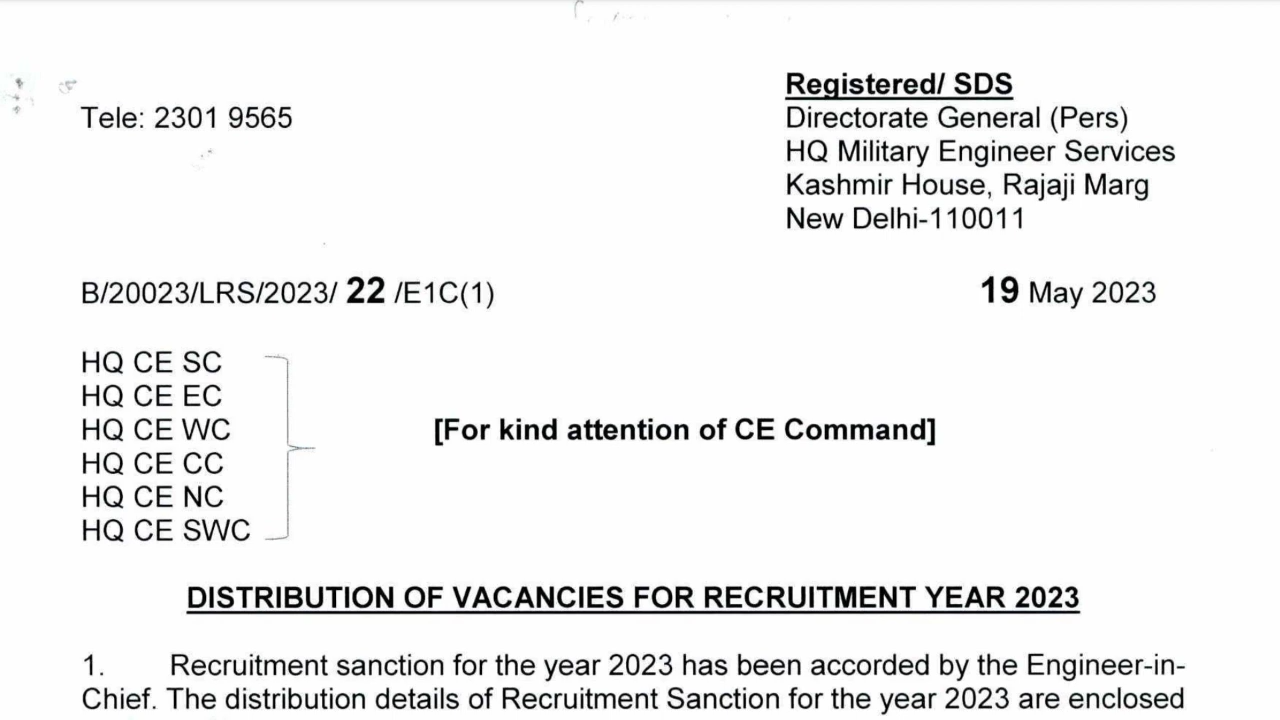 Registered/ SDS
Tele: 2301 9565
Directorate General (Pers)
HQ Military Engineer Services
Kashmir House, Rajaji Marg
New Delhi-110011
B/20023/LRS/2023/ 22 /E1C(1)
19 May 2023
HQ CE SC
HQ CE EC
HQ CE WC
[For kind attention of CE Command]
HQ CE CC
HQ CE NC
HQ CE SWC
DISTRIBUTION OF VACANCIES FOR RECRUITMENT YEAR 2023
1. Recruitment sanction for the year 2023 has been accorded by the Engineer-in-
Chief. The distribution details of Recruitment Sanction for the year 2023 are enclosed